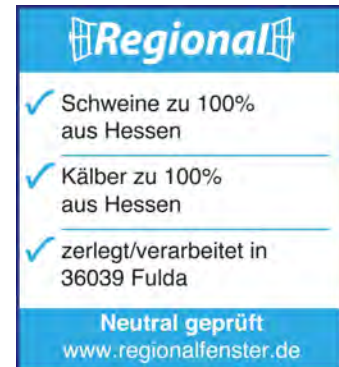 Regional
Schweine zu 100%
aus Hessen
Kälber zu 100%
aus Hessen
zerlegt/verarbeitet in
36039 Fulda
Neutral geprüft
www.regionalfenster.de